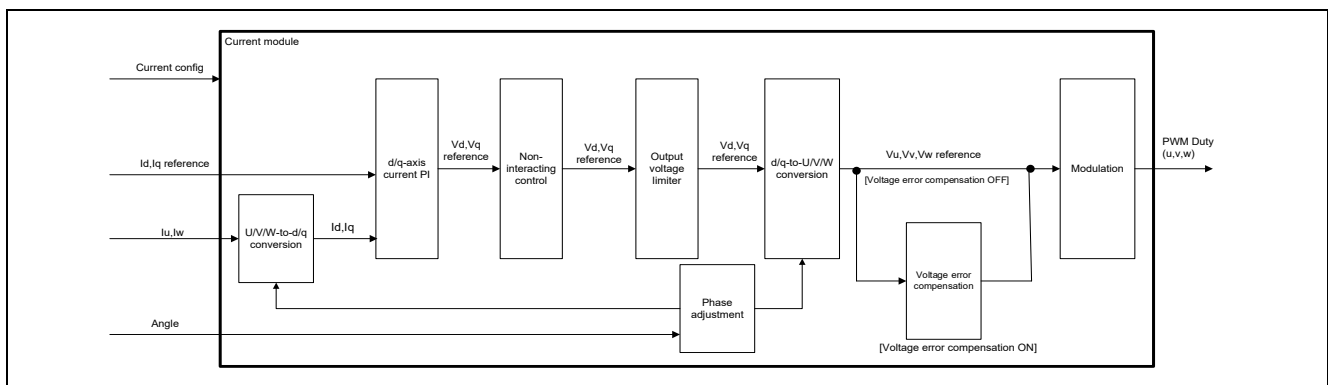 Current module
Current config
Id,Iq reference
Iu,Iw
Angle
U/V/W-to-d/q
conversion
Id,Iq
d/q-axis
current PI
Vd,Vq
reference
Non-
interacting
control
Vd,Vq
reference
Output
voltage
limiter
Vd,Vq
reference
d/q-to-U/V/W
conversion
Phase
adjustment
Vu,Vv,Vw reference
[Voltage error compensation OFF]
Voltage error
compensation
[Voltage error compensation ON]
Modulation
PWM Duty
(u,v,w)